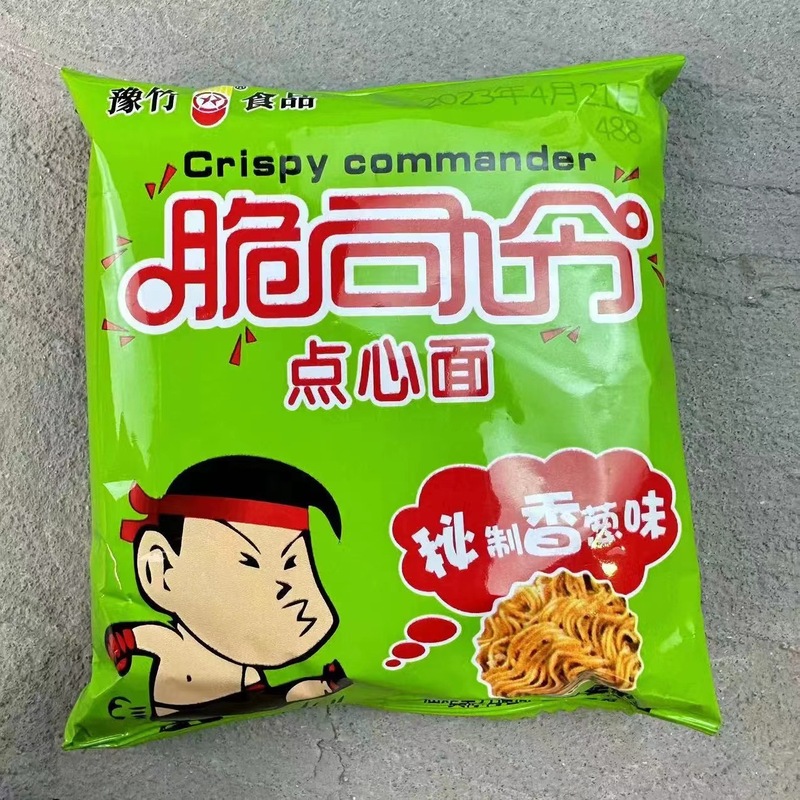 豫竹®食品
2023年4月21日
488
Crispy commander
脆司令
点心面
秘制香葱味